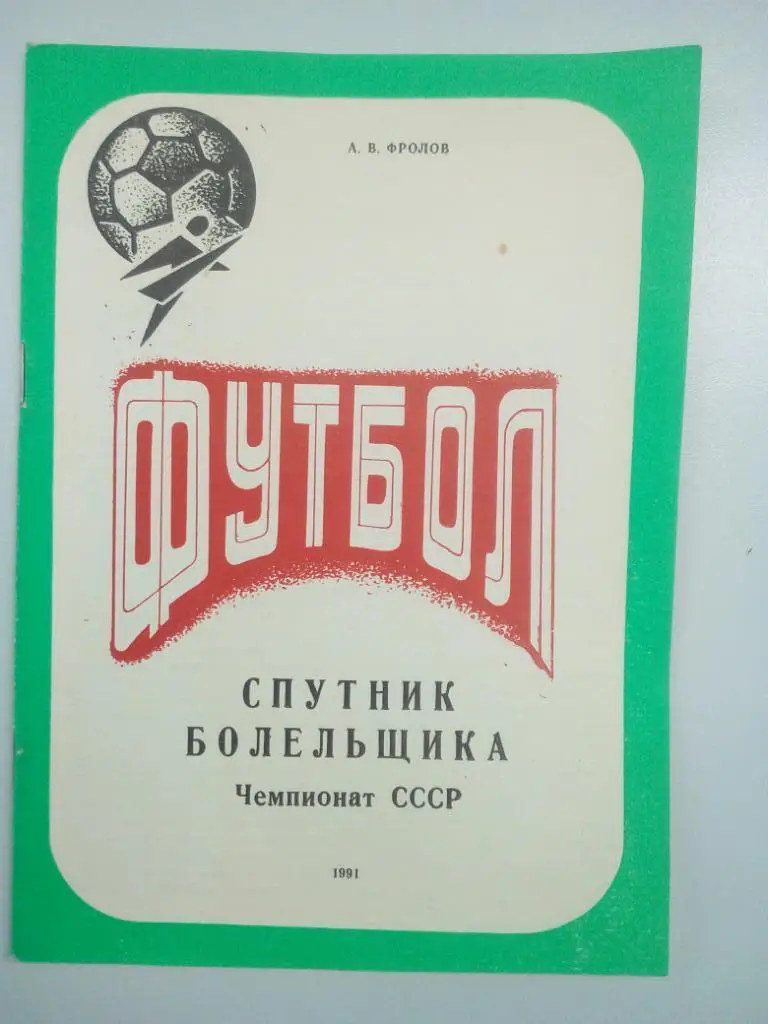 А. В. ФРОЛОВ
ФУТБОЛ
СПУТНИК
БОЛЕЛЬЩИКА
Чемпионат СССР
1991